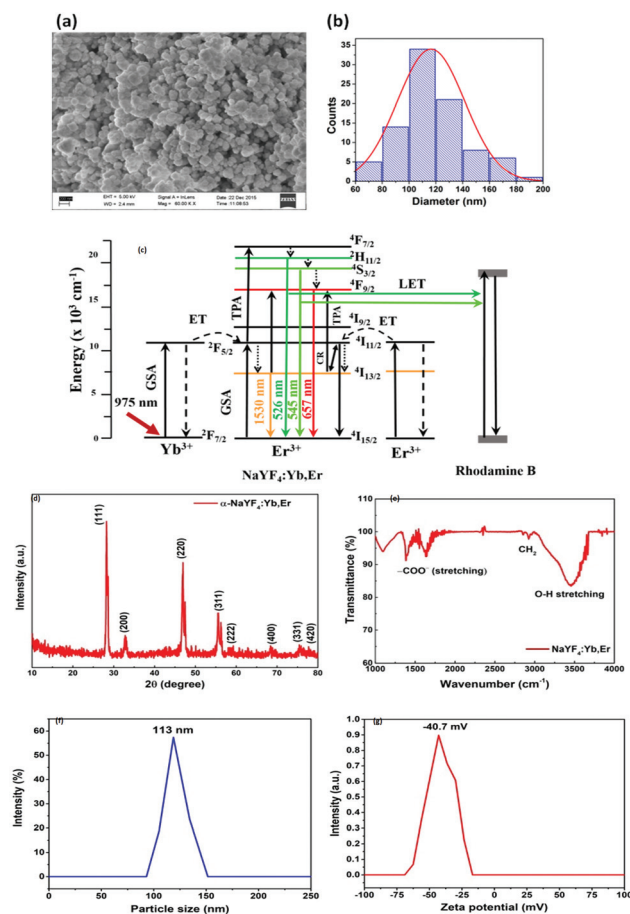 (a)
EHT = 5.00 kV Signal A = InLens Date: 22 Dec 2015
WD = 2.4 mm Mag = 60.00 K X Time: 11:08:03
ZEISS
(b)
35
30
25
20
15
10
5
0
Counts
60 80 100 120 140 160 180 200
Diameter (nm)
(c)
Energy (x 10³ cm⁻¹)
20
15
10
5
0
⁴F₇/₂
²H₁₁/₂
⁴S₃/₂
⁴F₉/₂
LET
TPA
TPA
⁴I₉/₂
ET
ET
²F₅/₂
⁴I₁₁/₂
CR
⁴I₁₃/₂
GSA
GSA
1530 nm
526 nm
545 nm
657 nm
GSA
975 nm
²F₇/₂
⁴I₁₅/₂
Yb³⁺
Er³⁺
Er³⁺
NaYF₄:Yb,Er
Rhodamine B
(d)
α-NaYF₄:Yb,Er
Intensity (a.u.)
(111)
(200)
(220)
(311)
(222)
(400)
(331)
(420)
10 20 30 40 50 60 70 80
2θ (degree)
(e)
110
100
90
80
70
60
Transmittance (%)
–COO⁻ (stretching)
CH₂
O-H stretching
NaYF₄:Yb,Er
1000 1500 2000 2500 3000 3500 4000
Wavenumber (cm⁻¹
(f)
113 nm
60
50
40
30
20
10
0
Intensity (%)
0 50 100 150 200 250
Particle size (nm)
(g)
-40.7 mV
1.0
0.9
0.8
0.7
0.6
0.5
0.4
0.3
0.2
0.1
0.0
Intensity (a.u.)
-100 -75 -50 -25 0 25 50 75 100
Zeta potential (mV)